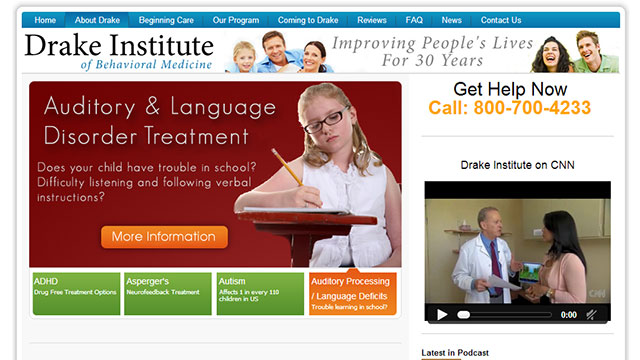 Home About Drake Beginning Care Our Program Coming to Drake Reviews FAQ News Contact Us
Drake Institute
of Behavioral Medicine
Improving People's Lives
For 30 Years
Auditory & Language
Disorder Treatment
Does your child have trouble in school?
Difficulty listening and following verbal
instructions?
More Information
ADHD
Drug Free Treatment Options
Asperger's
Neurofeedback Treatment
Autism
Affects 1 in every 110
children in US
Auditory Processing
/ Language Deficits
Trouble learning in school?
Get Help Now
Call: 800-700-4233
Drake Institute on CNN
CNN
0:00
Latest in Podcast